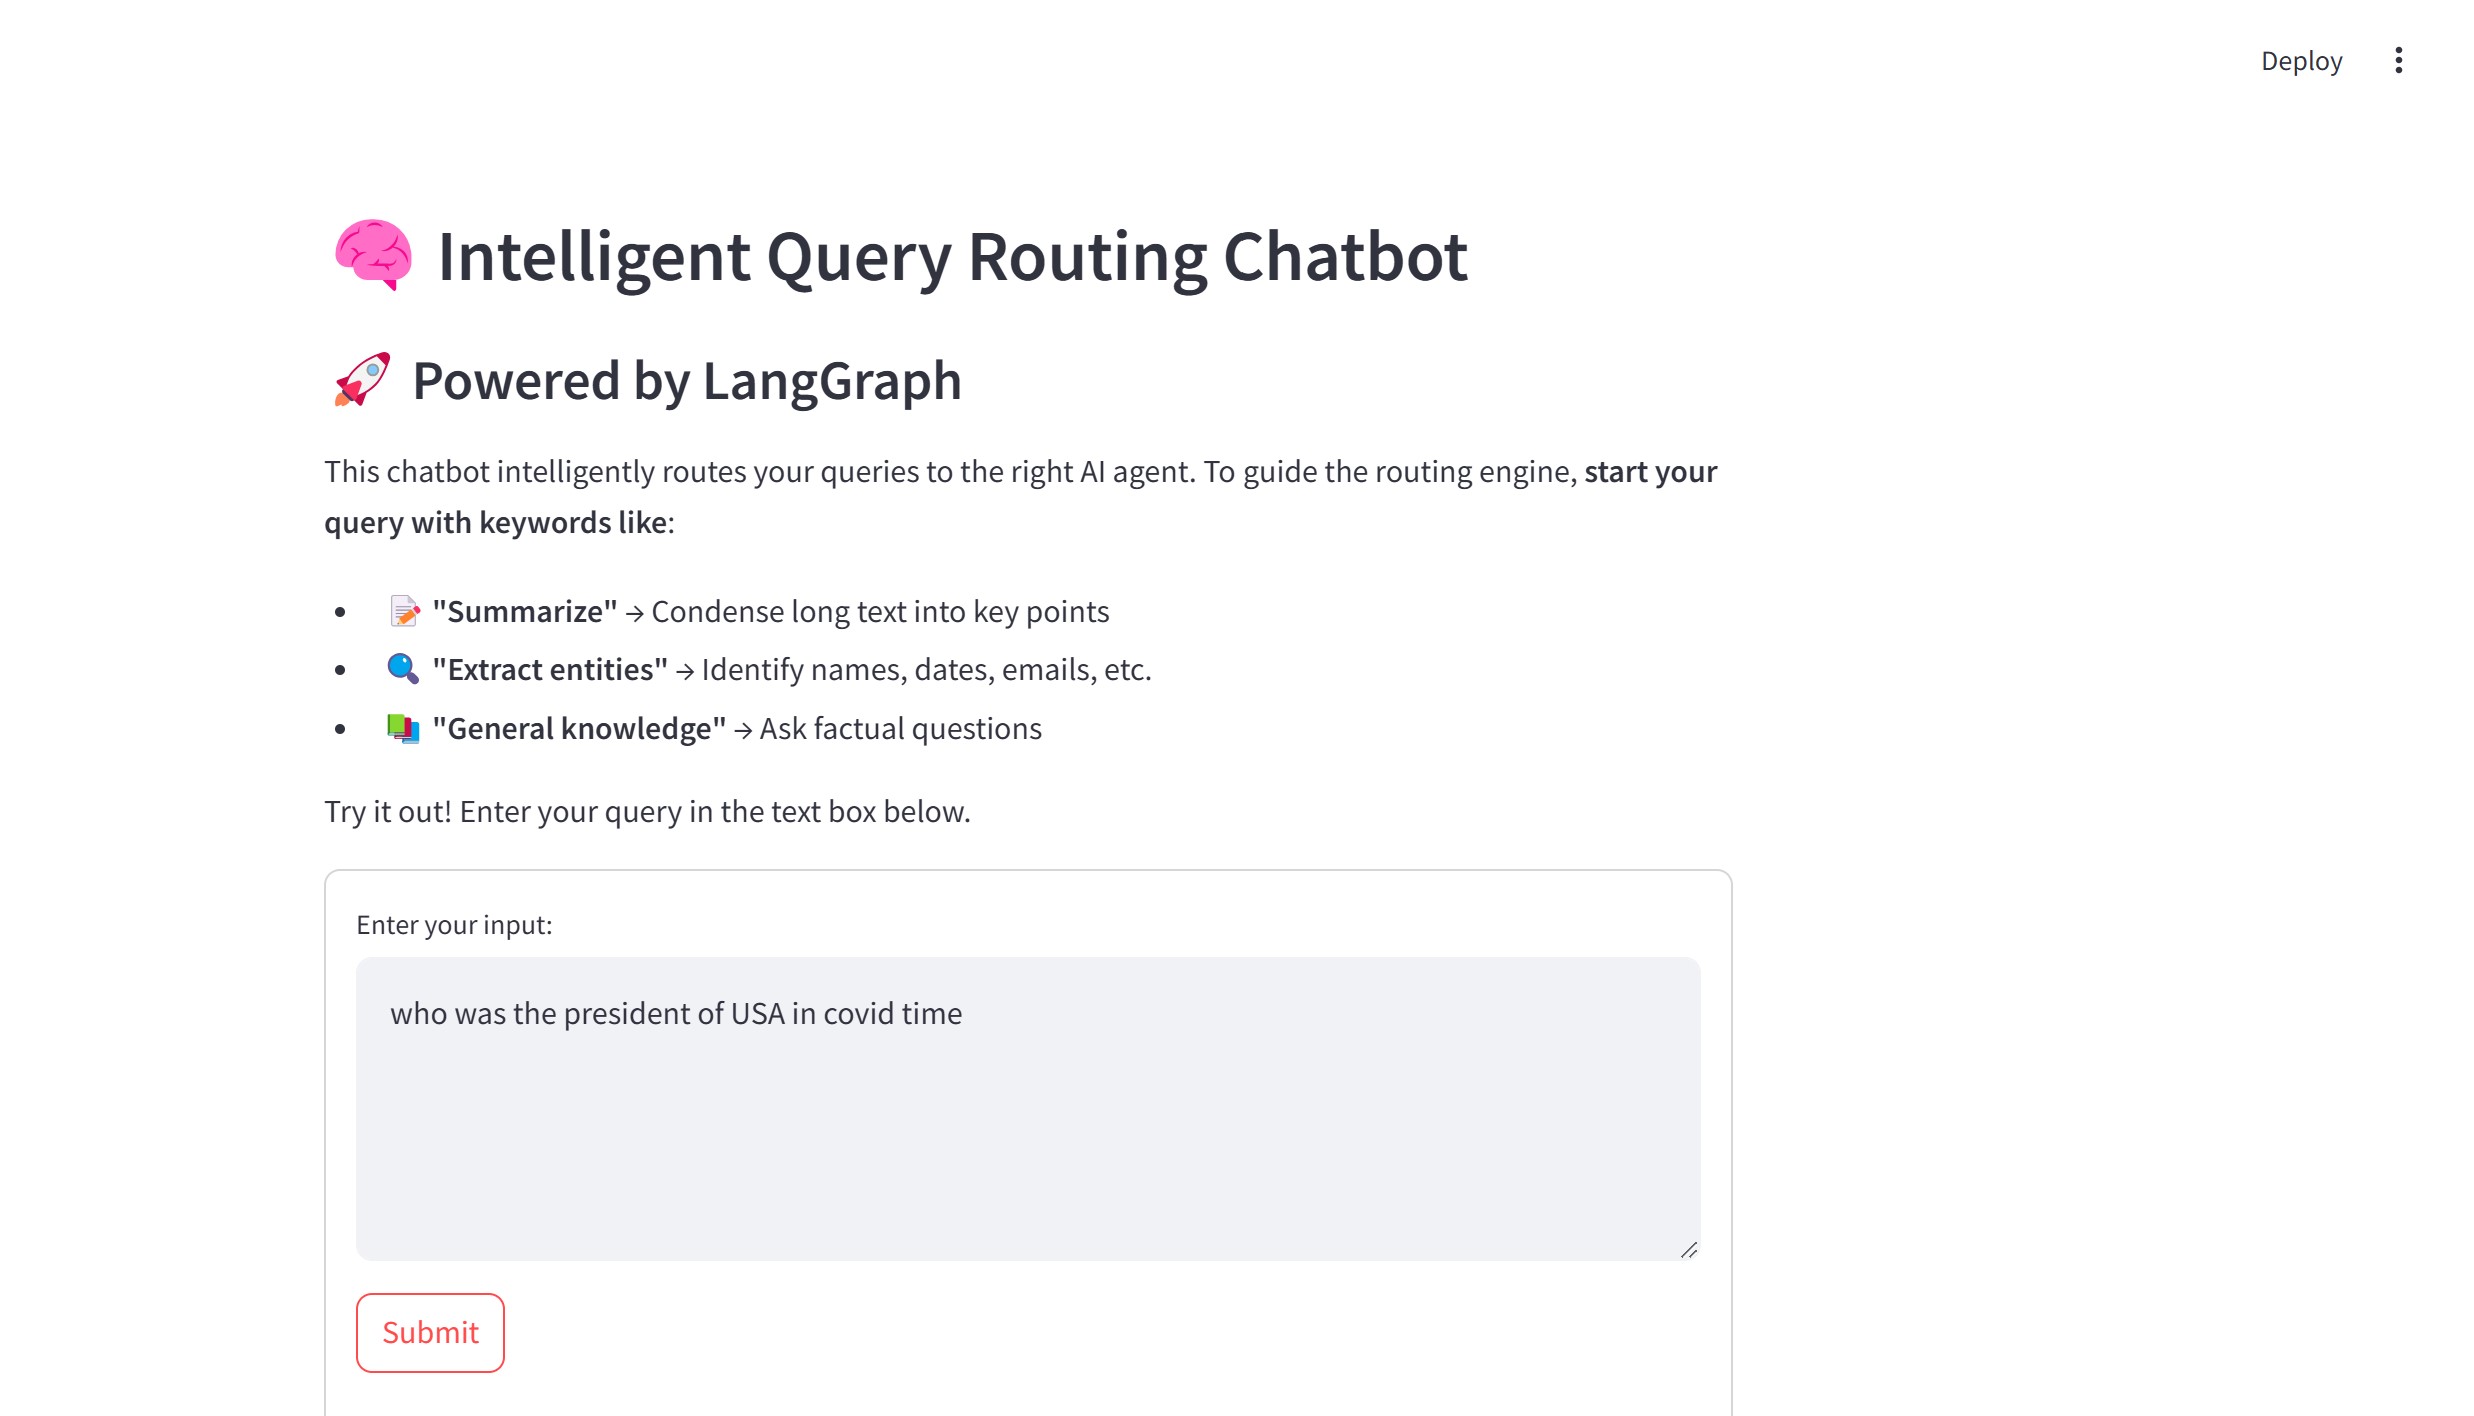 Deploy
Intelligent Query Routing Chatbot
Powered by LangGraph
This chatbot intelligently routes your queries to the right AI agent. To guide the routing engine, start your
query with keywords like:
"Summarize" → Condense long text into key points
"Extract entities" → Identify names, dates, emails, etc.
"General knowledge" → Ask factual questions
Try it out! Enter your query in the text box below.
Enter your input:
who was the president of USA in covid time
Submit